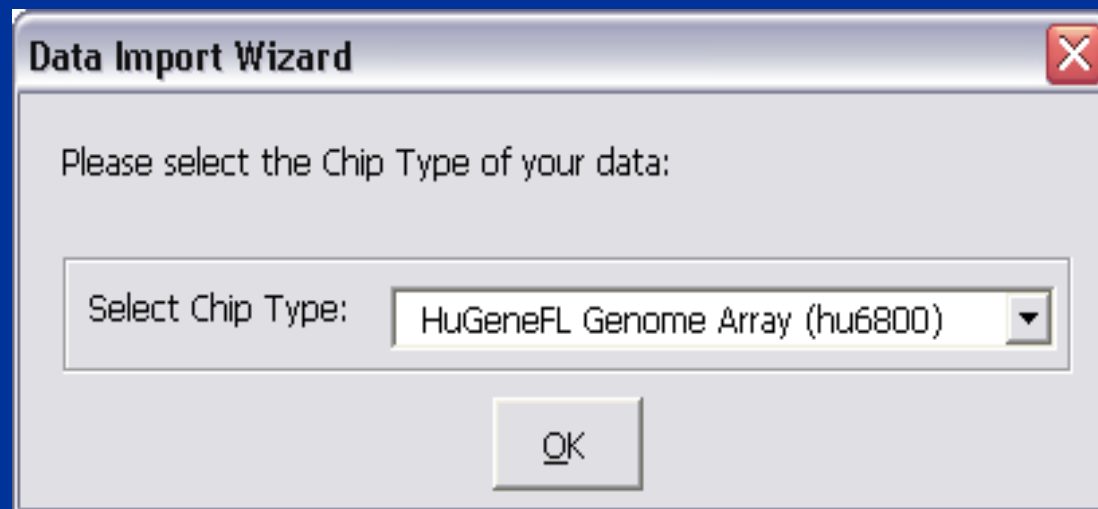 Data Import Wizard
Please select the Chip Type of your data:
Select Chip Type: HuGeneFL Genome Array (hu6800)
OK